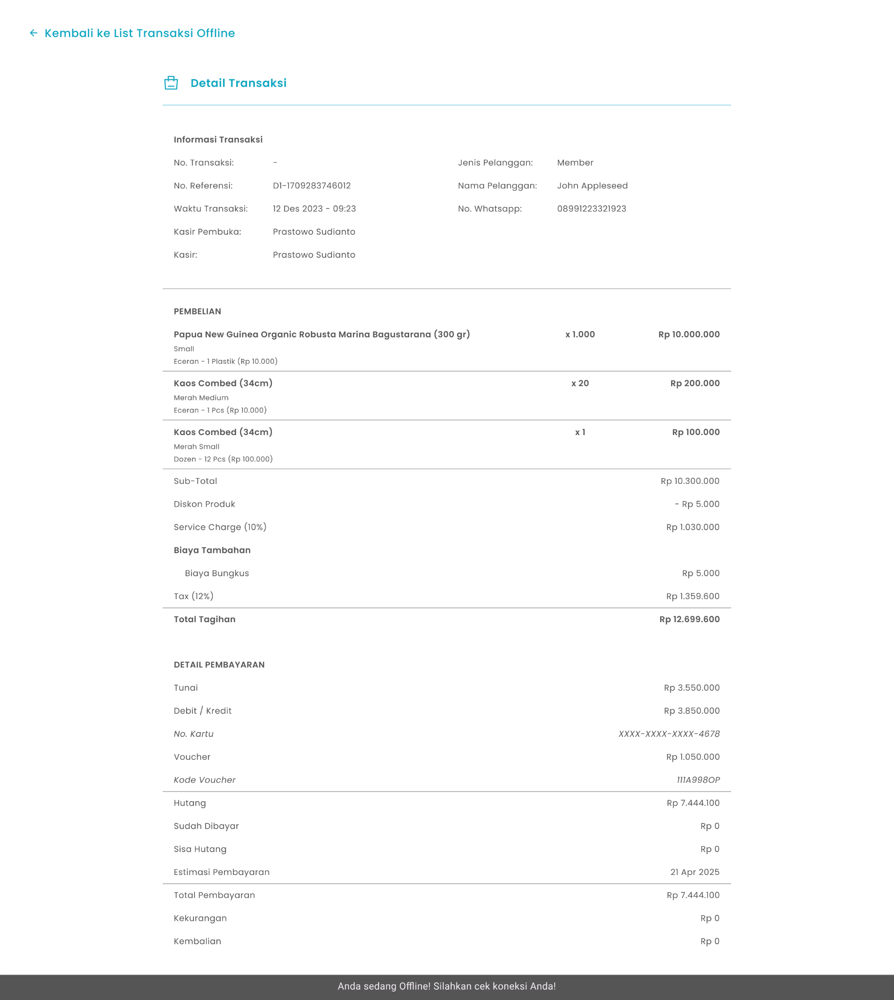 Kembali ke List Transaksi Offline
Detail Transaksi
Informasi Transaksi
No. Transaksi: -
Jenis Pelanggan: Member
No. Referensi: D1-1709283746012
Nama Pelanggan: John Appleseed
Waktu Transaksi: 12 Des 2023 - 09:23
No. Whatsapp: 08991223321923
Kasir Pembuka: Prastowo Sudianto
Kasir: Prastowo Sudianto
PEMBELIAN
Papua New Guinea Organic Robusta Marina Bagustarana (300 gr) x 1.000 Rp 10.000.000
Small
Eceran - 1 Plastik (Rp 10.000)
Kaos Combed (34cm) x 20 Rp 200.000
Merah Medium
Eceran - 1 Pcs (Rp 10.000)
Kaos Combed (34cm) x 1 Rp 100.000
Merah Small
Dozen - 12 Pcs (Rp 100.000)
Sub-Total Rp 10.300.000
Diskon Produk - Rp 5.000
Service Charge (10%) Rp 1.030.000
Biaya Tambahan
Biaya Bungkus Rp 5.000
Tax (12%) Rp 1.359.600
Total Tagihan Rp 12.699.600
DETAIL PEMBAYARAN
Tunai Rp 3.550.000
Debit / Kredit Rp 3.850.000
No. Kartu XXXX-XXXX-XXXX-4678
Voucher Rp 1.050.000
Kode Voucher 111A998OP
Hutang Rp 7.444.100
Sudah Dibayar Rp 0
Sisa Hutang Rp 0
Estimasi Pembayaran 21 Apr 2025
Total Pembayaran Rp 7.444.100
Kekurangan Rp 0
Kembalian Rp 0
Anda sedang Offline! Silahkan cek koneksi Anda!